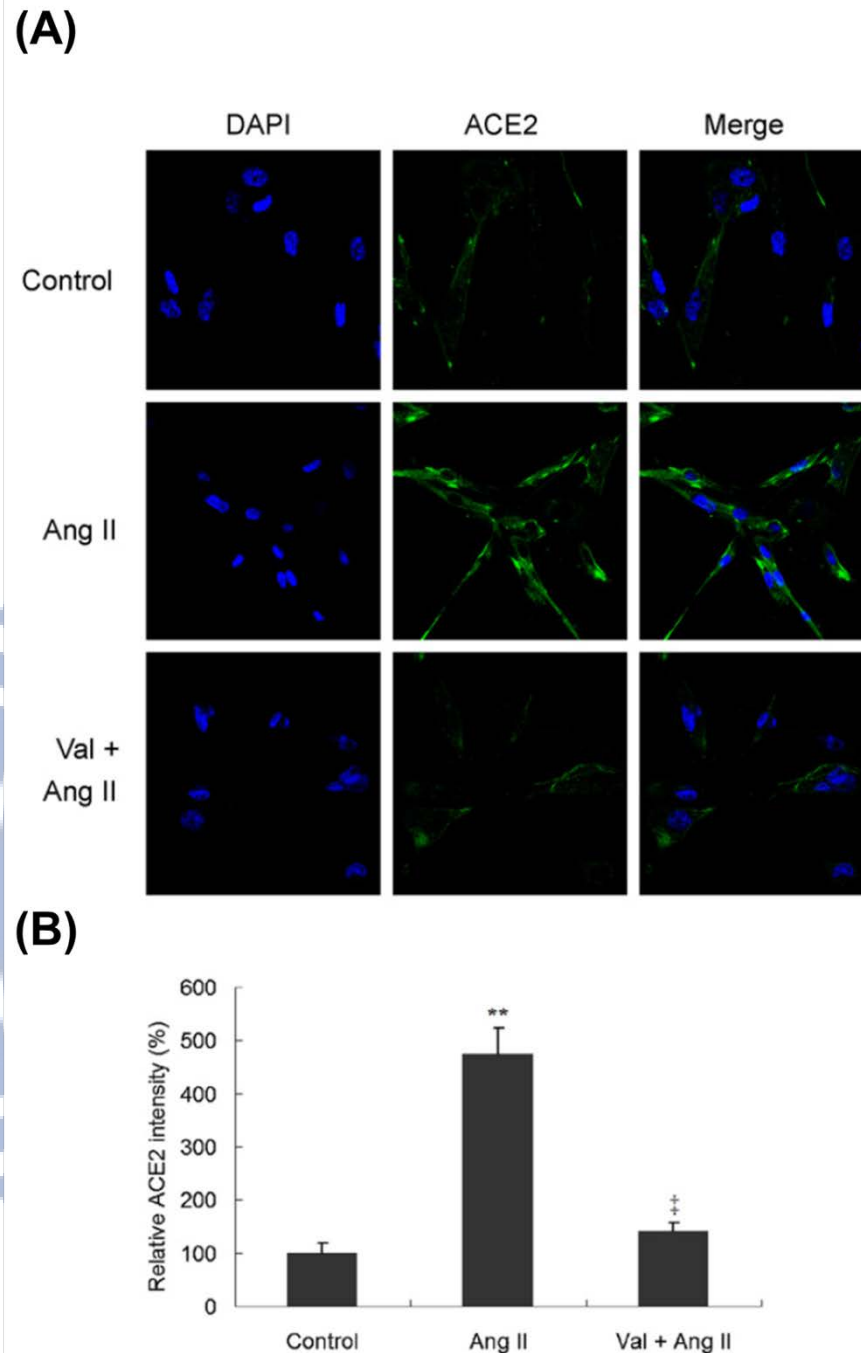 (A)
DAPI ACE2 Merge
Control
Ang II
Val +
Ang II
(B)
Relative ACE2 intensity (%)
600
500
400
300
200
100
0
**
‡
Control Ang II Val + Ang II